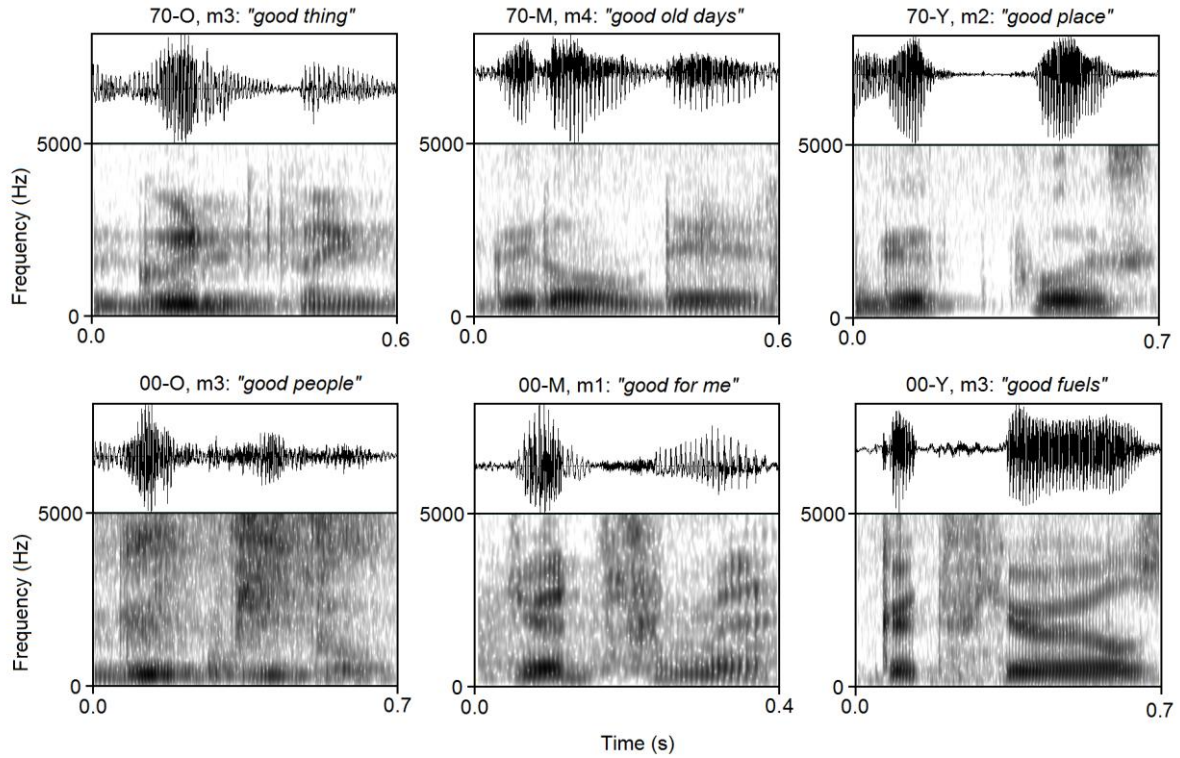 70-O, m3: "good thing"
70-M, m4: "good old days"
70-Y, m2: "good place"
5000
5000
5000
Frequency (Hz)
0
0
0
0.0
0.6
0.0
0.6
0.0
0.7
00-O, m3: "good people"
00-M, m1: "good for me"
00-Y, m3: "good fuels"
5000
5000
5000
Frequency (Hz)
0
0
0
0.0
0.7
0.0
0.4
0.0
0.7
Time (s)